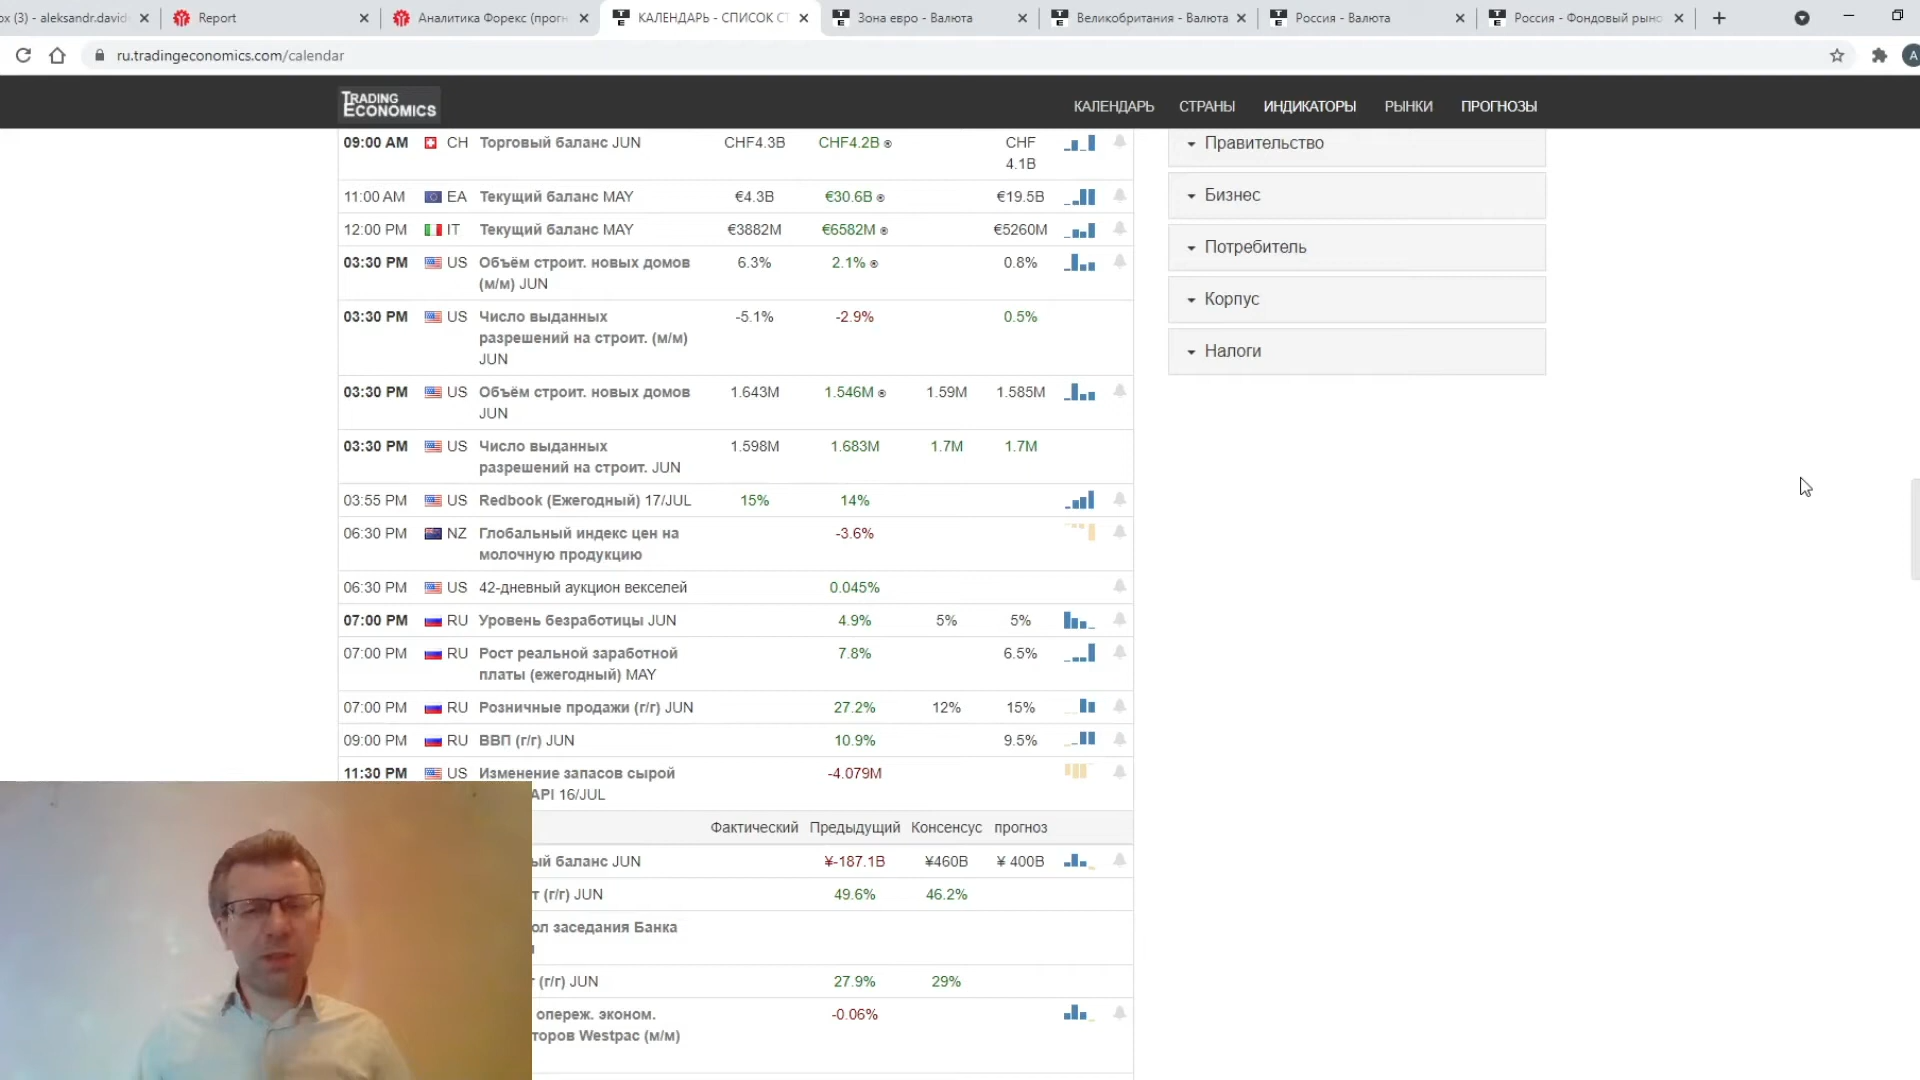 ox (3) - aleksandr.davido
Report
Аналитика Форекс (прогн
КАЛЕНДАРЬ - СПИСОК СТ
Зона евро - Валюта
Великобритания - Валюта
Россия - Валюта
Россия - Фондовый рыно
ru.tradingeconomics.com/calendar
A
TRADING ECONOMICS
КАЛЕНДАРЬ СТРАНЫ ИНДИКАТОРЫ РЫНКИ ПРОГНОЗЫ
09:00 AM CH Торговый баланс JUN CHF4.3B CHF4.2B ® CHF
4.1B
11:00 AM EA Текущий баланс MAY €4.3B €30.6B ® €19.5B
12:00 PM IT Текущий баланс MAY €3882M €6582M ® €5260M
03:30 PM US Объём строит. новых домов 6.3% 2.1% ® 0.8%
(м/м) JUN
03:30 PM US Число выданных -5.1% -2.9% 0.5%
разрешений на строит. (м/м)
JUN
03:30 PM US Объём строит. новых домов 1.643M 1.546M ® 1.59M 1.585M
JUN
03:30 PM US Число выданных 1.598M 1.683M 1.7M 1.7M
разрешений на строит. JUN
03:55 PM US Redbook (Ежегодный) 17/JUL 15% 14%
06:30 PM NZ Глобальный индекс цен на -3.6%
молочную продукцию
06:30 PM US 42-дневный аукцион векселей 0.045%
07:00 PM RU Уровень безработицы JUN 4.9% 5% 5%
07:00 PM RU Рост реальной заработной 7.8% 6.5%
платы (ежегодный) MAY
07:00 PM RU Розничные продажи (г/г) JUN 27.2% 12% 15%
09:00 PM RU ВВП (г/г) JUN 10.9% 9.5%
11:30 PM US Изменение запасов сырой -4.079M
API 16/JUL
Фактический Предыдущий Консенсус прогноз
ый баланс JUN ¥-187.1B ¥460B ¥ 400B
т (г/г) JUN 49.6% 46.2%
ол заседания Банка
и
т (г/г) JUN 27.9% 29%
опереж. эконом. -0.06%
торов Westpac (м/м)
Правительство
Бизнес
Потребитель
Корпус
Налоги